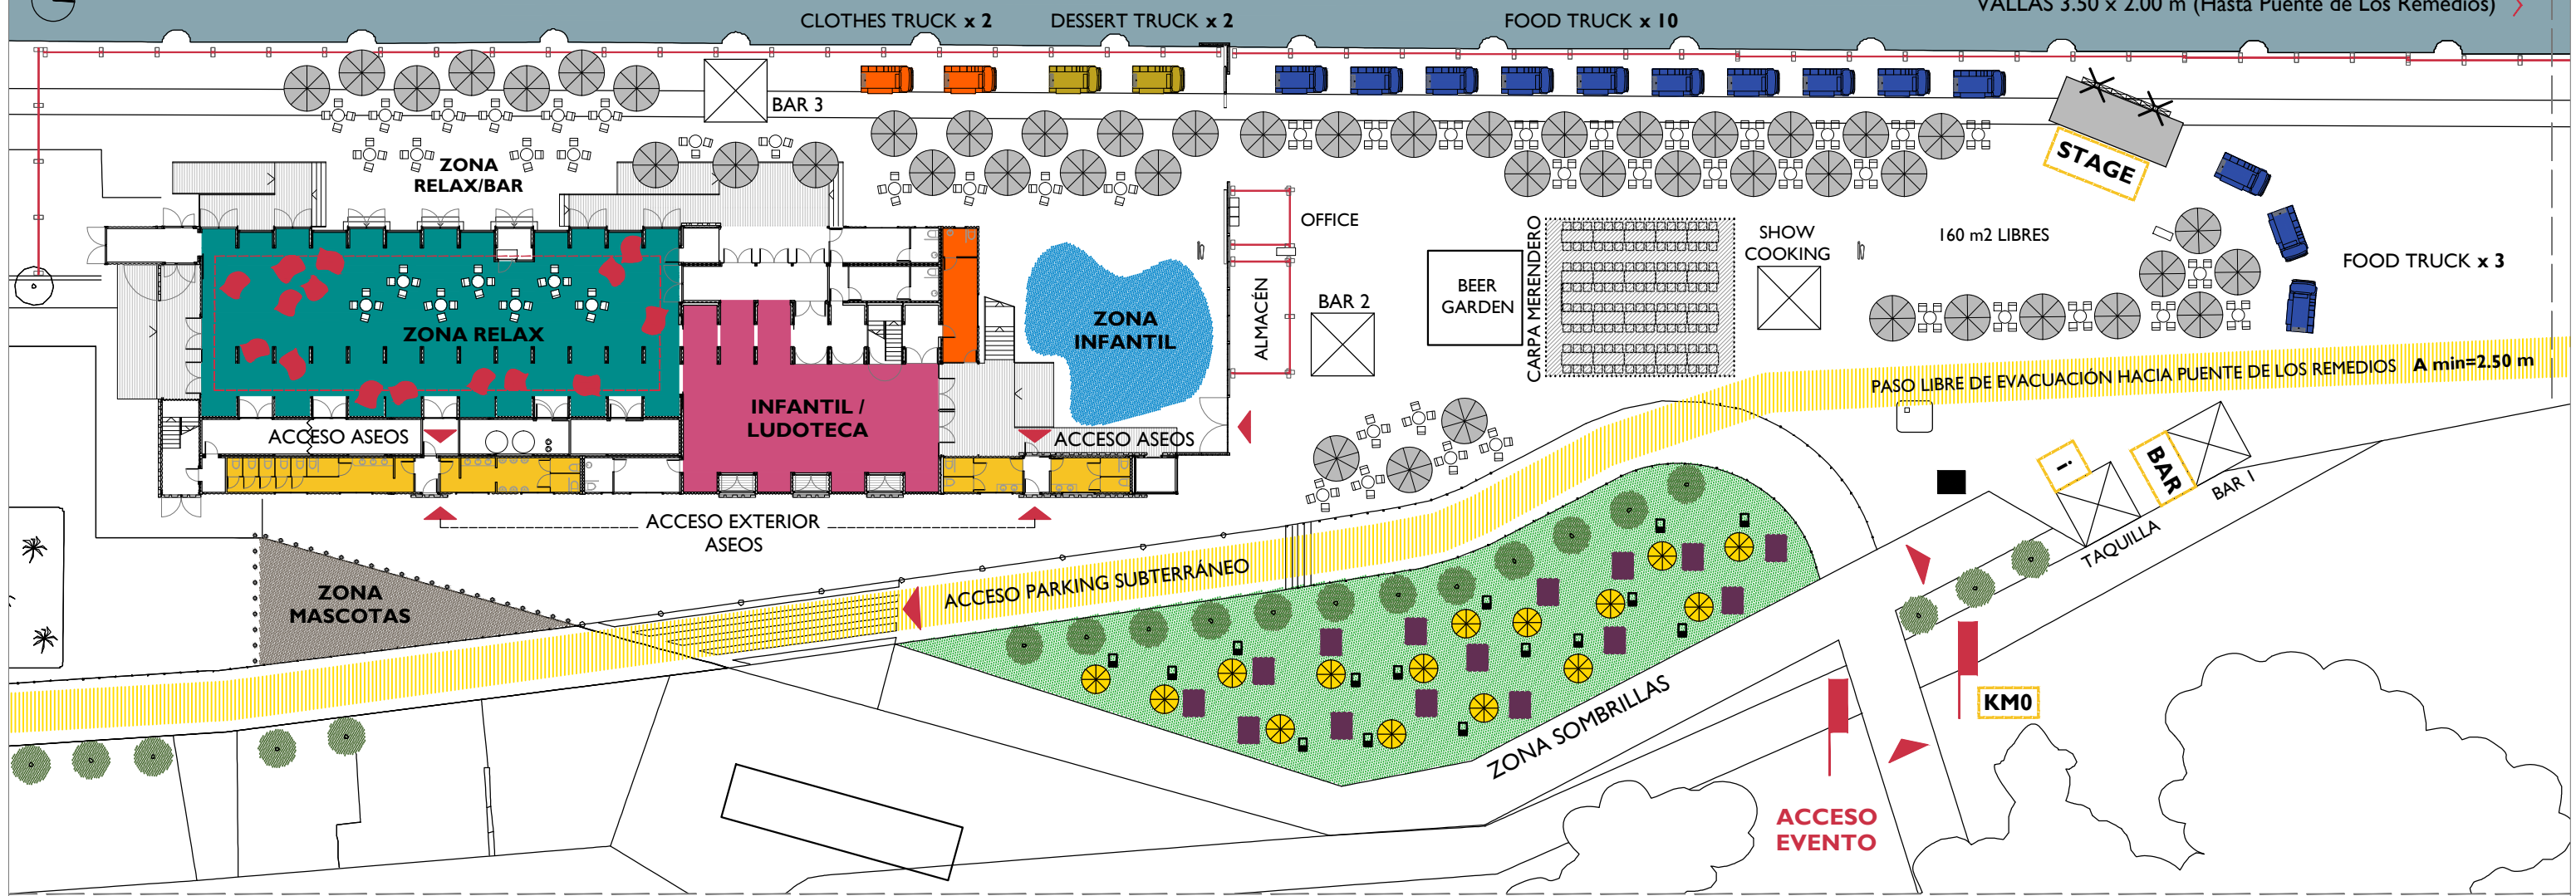 VALLAS 3.50 x 2.00 m (Hasta Puente de Los Remedios)
CLOTHES TRUCK x 2
DESSERT TRUCK x 2
FOOD TRUCK x 10
BAR 3
ZONA
RELAX/BAR
STAGE
OFFICE
SHOW
COOKING
160 m2 LIBRES
FOOD TRUCK x 3
CARPA MERENDERO
BEER
GARDEN
BAR 2
ALMACÉN
ZONA
INFANTIL
ZONA RELAX
INFANTIL /
LUDOTECA
PASO LIBRE DE EVACUACIÓN HACIA PUENTE DE LOS REMEDIOS A min=2.50 m
ACCESO ASEOS
ACCESO ASEOS
i
BAR
BAR 1
TAQUILLA
ACCESO EXTERIOR
ASEOS
ACCESO PARKING SUBTERRÁNEO
ZONA
MASCOTAS
ZONA SOMBRILLAS
KM0
ACCESO
EVENTO